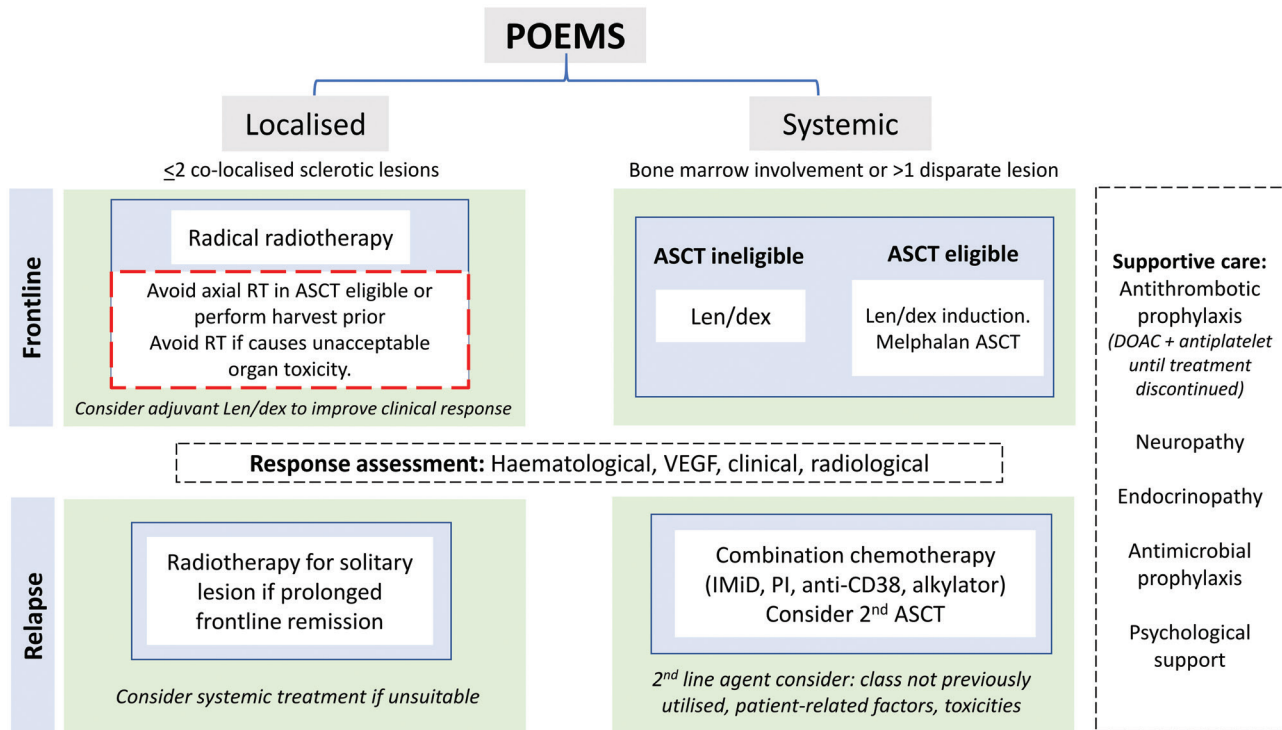 POEMS
Localised
≤2 co-localised sclerotic lesions
Systemic
Bone marrow involvement or >1 disparate lesion
Frontline
Radical radiotherapy
Avoid axial RT in ASCT eligible or
perform harvest prior
Avoid RT if causes unacceptable
organ toxicity.
Consider adjuvant Len/dex to improve clinical response
ASCT ineligible
Len/dex
ASCT eligible
Len/dex induction.
Melphalan ASCT
Response assessment: Haematological, VEGF, clinical, radiological
Relapse
Radiotherapy for solitary
lesion if prolonged
frontline remission
Consider systemic treatment if unsuitable
Combination chemotherapy
(IMiD, PI, anti-CD38, alkylator)
Consider 2nd ASCT
2nd line agent consider: class not previously
utilised, patient-related factors, toxicities
Supportive care:
Antithrombotic
prophylaxis
(DOAC + antiplatelet
until treatment
discontinued)
Neuropathy
Endocrinopathy
Antimicrobial
prophylaxis
Psychological
support